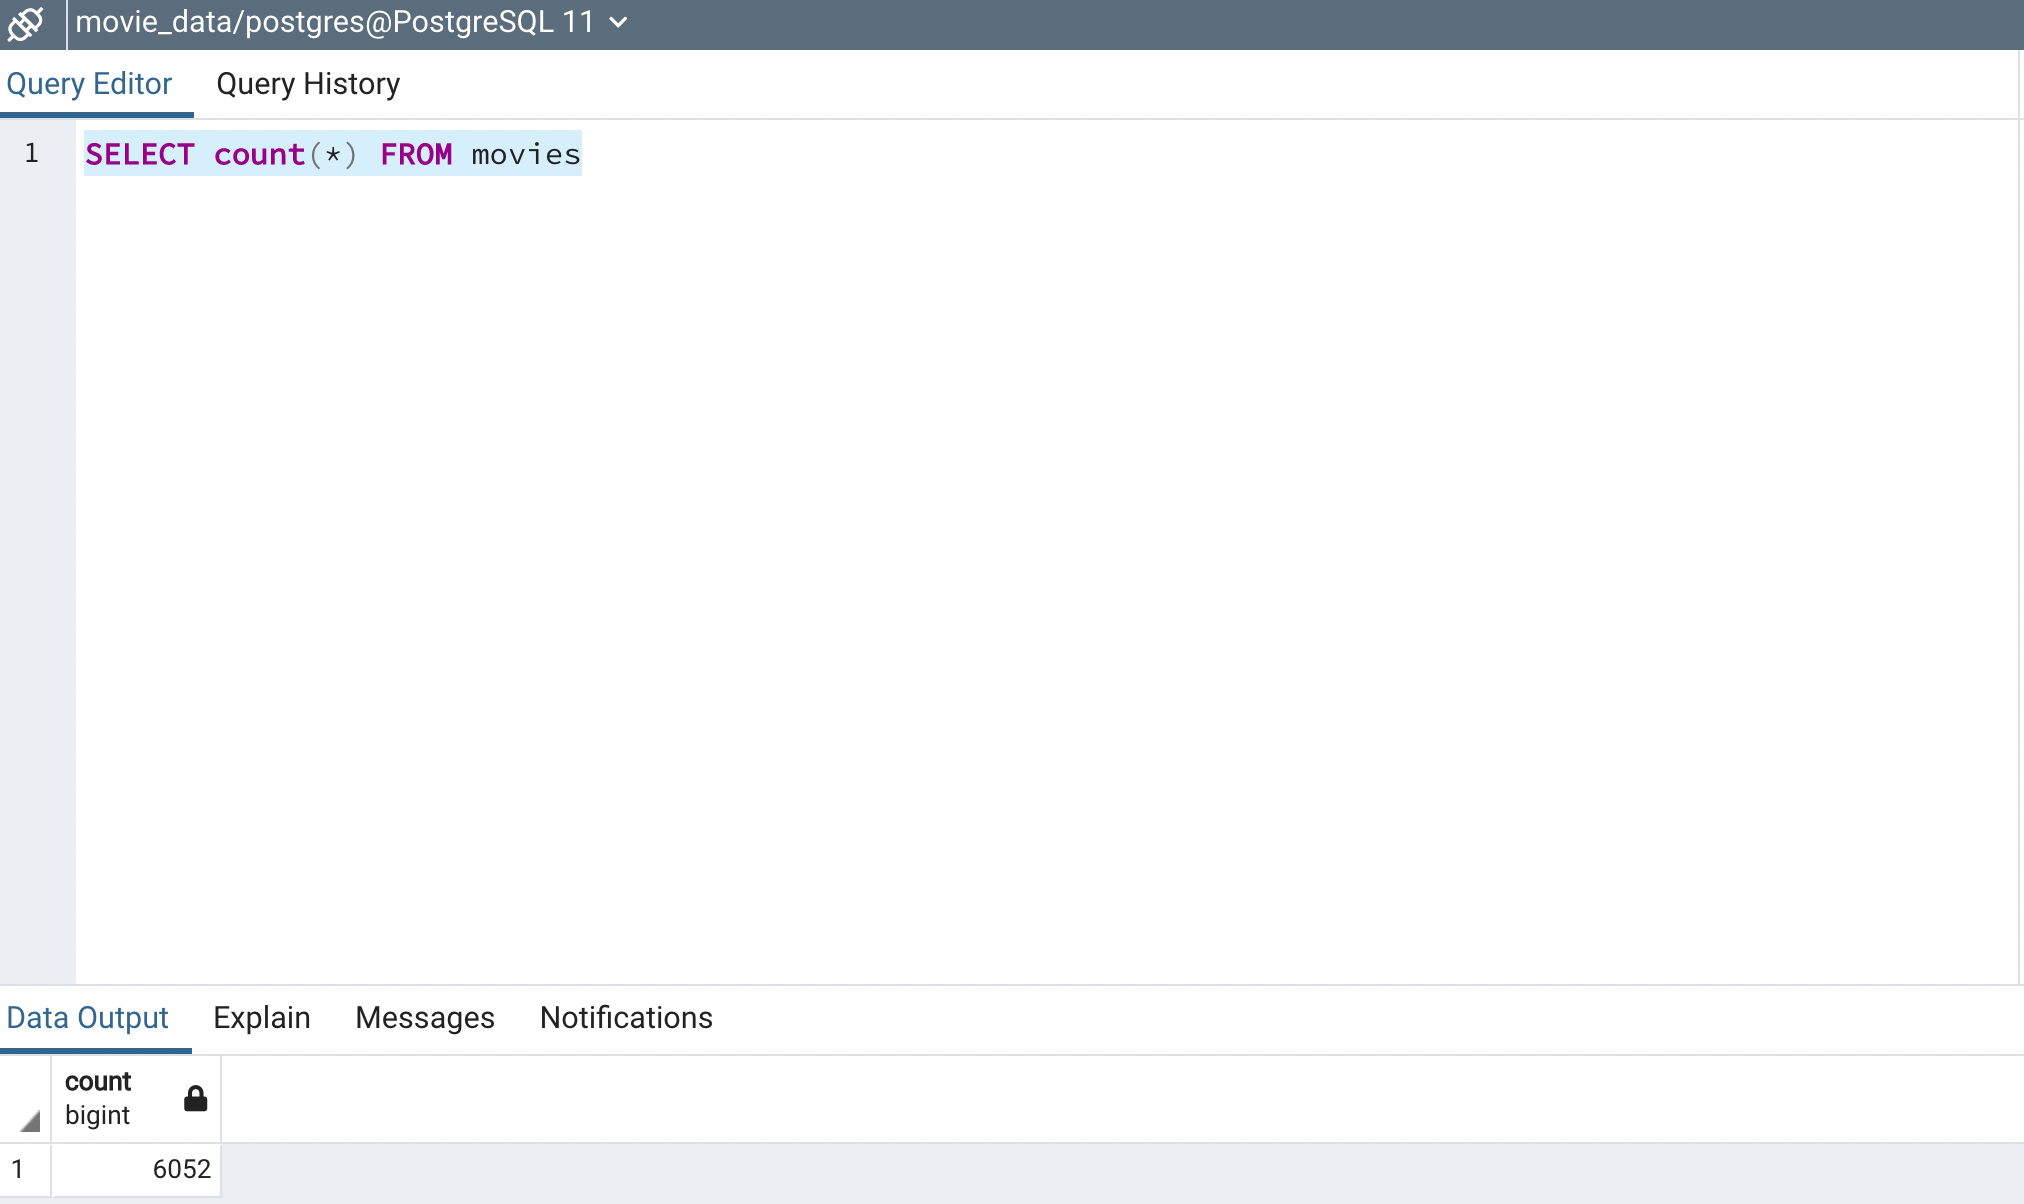 movie_data/postgres@PostgreSQL 11
Query Editor Query History
1 SELECT count(*) FROM movies
Data Output Explain Messages Notifications
count
bigint
1 6052